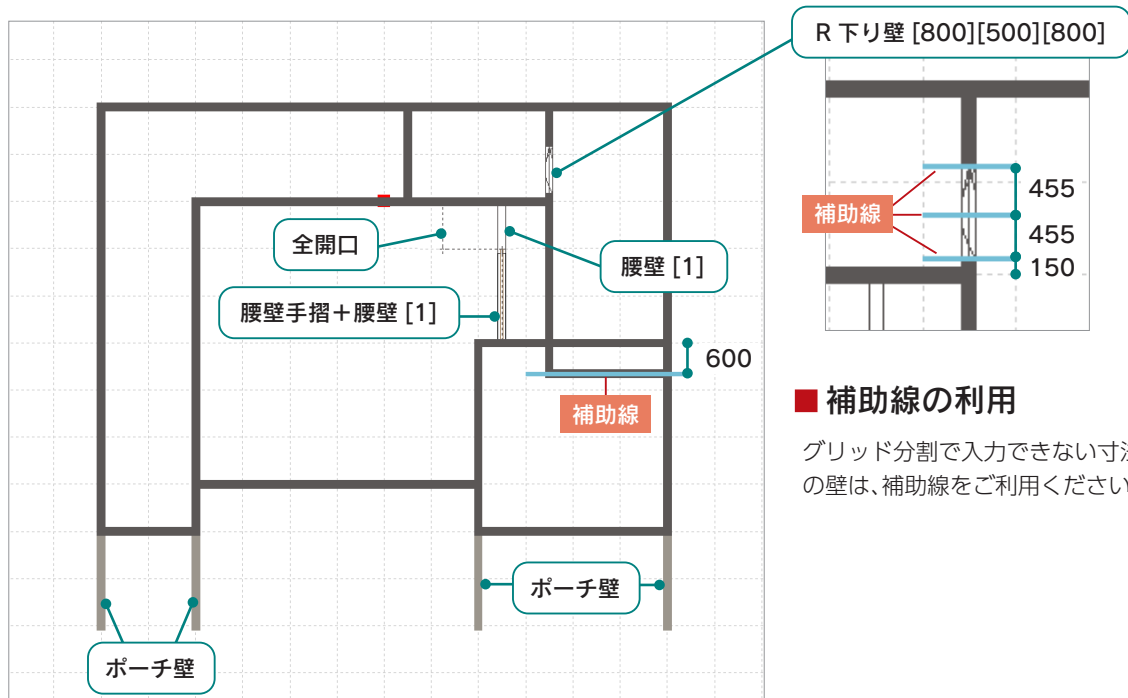 R 下り壁 [800][500][800]
455
補助線
455
150
全開口
腰壁 [1]
腰壁手摺＋腰壁 [1]
600
補助線
■ 補助線の利用
グリッド分割で入力できない寸
の壁は、補助線をご利用ください
ポーチ壁
ポーチ壁